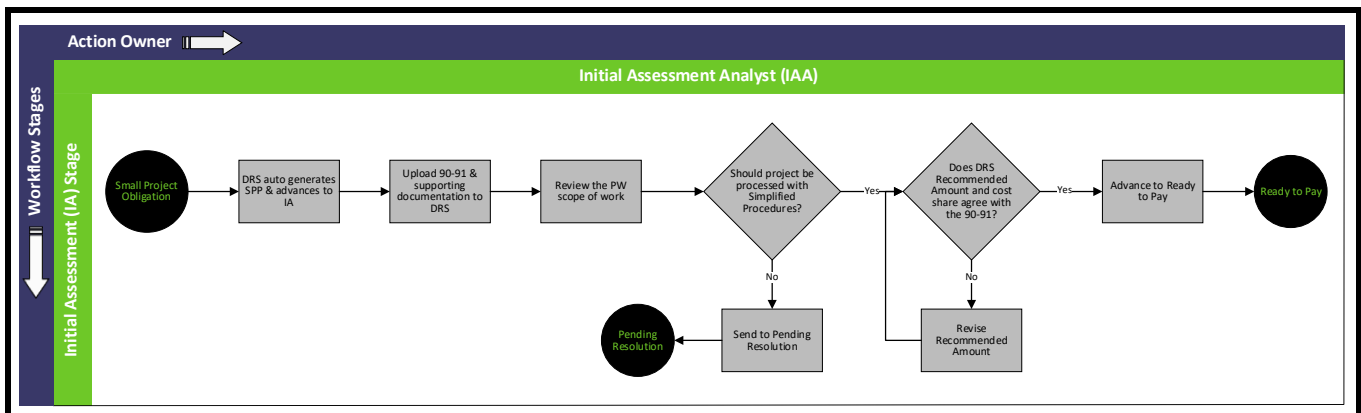 Action Owner
Initial Assessment Analyst (IAA)
Workflow Stages
Initial Assessment (IA) Stage
Small Project
Obligation
DRS auto generates
SPP & advances to
IA
Upload 90-91 &
supporting
documentation to
DRS
Review the PW
scope of work
Should project be
processed with
Simplified
Procedures?
Yes
Does DRS
Recommended
Amount and cost
share agree with
the 90-91?
Yes
Advance to Ready
to Pay
Ready to Pay
No
No
Pending
Resolution
Send to Pending
Resolution
Revise
Recommended
Amount